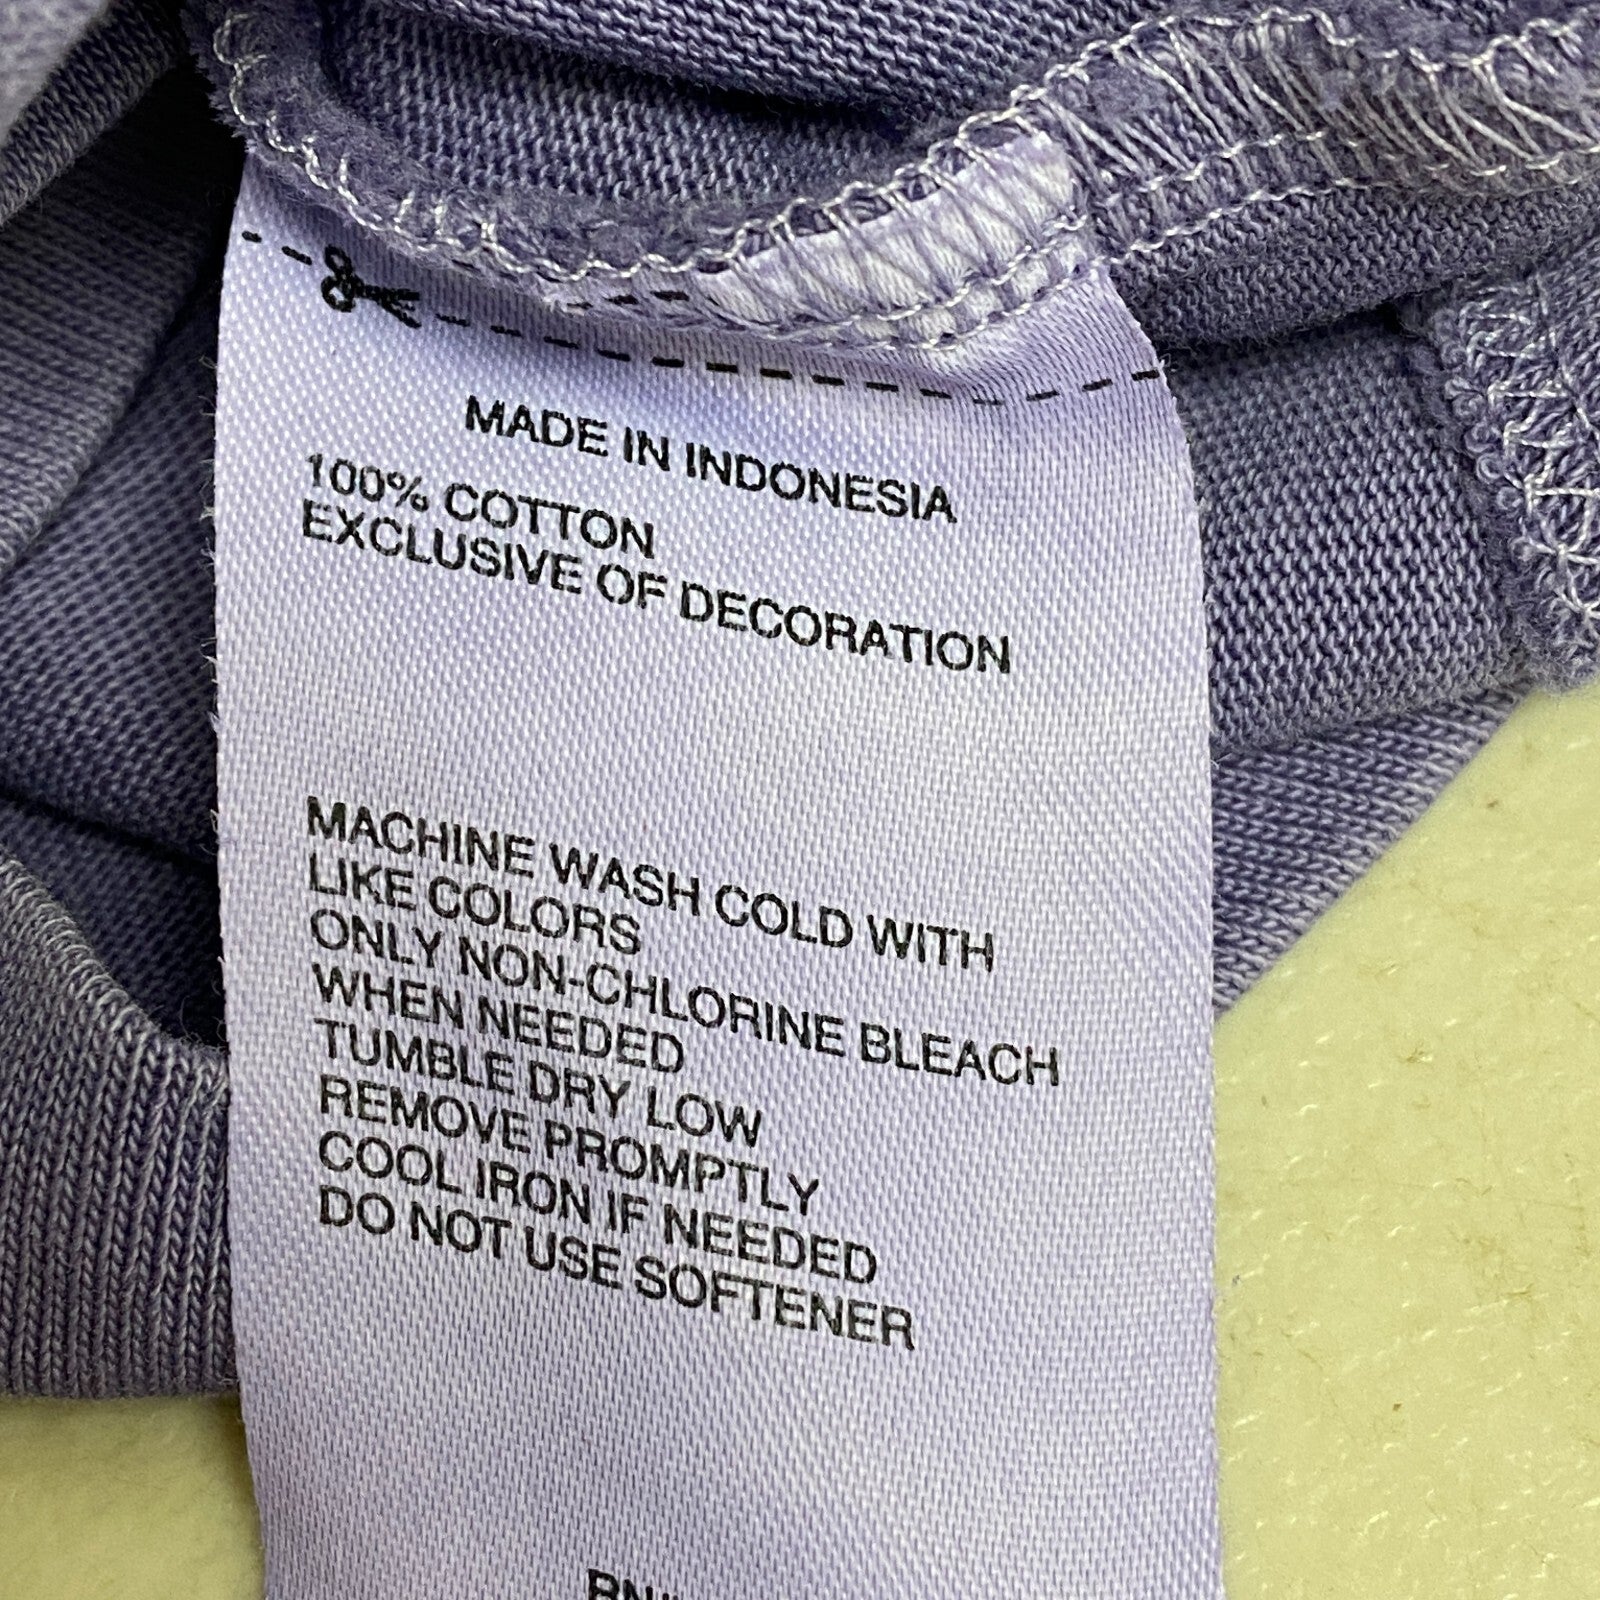 MADE IN INDONESIA
100% COTTON
EXCLUSIVE OF DECORATION
MACHINE WASH COLD WITH
LIKE COLORS
ONLY NON-CHLORINE BLEACH
WHEN NEEDED
TUMBLE DRY LOW
REMOVE PROMPTLY
COOL IRON IF NEEDED
DO NOT USE SOFTENER